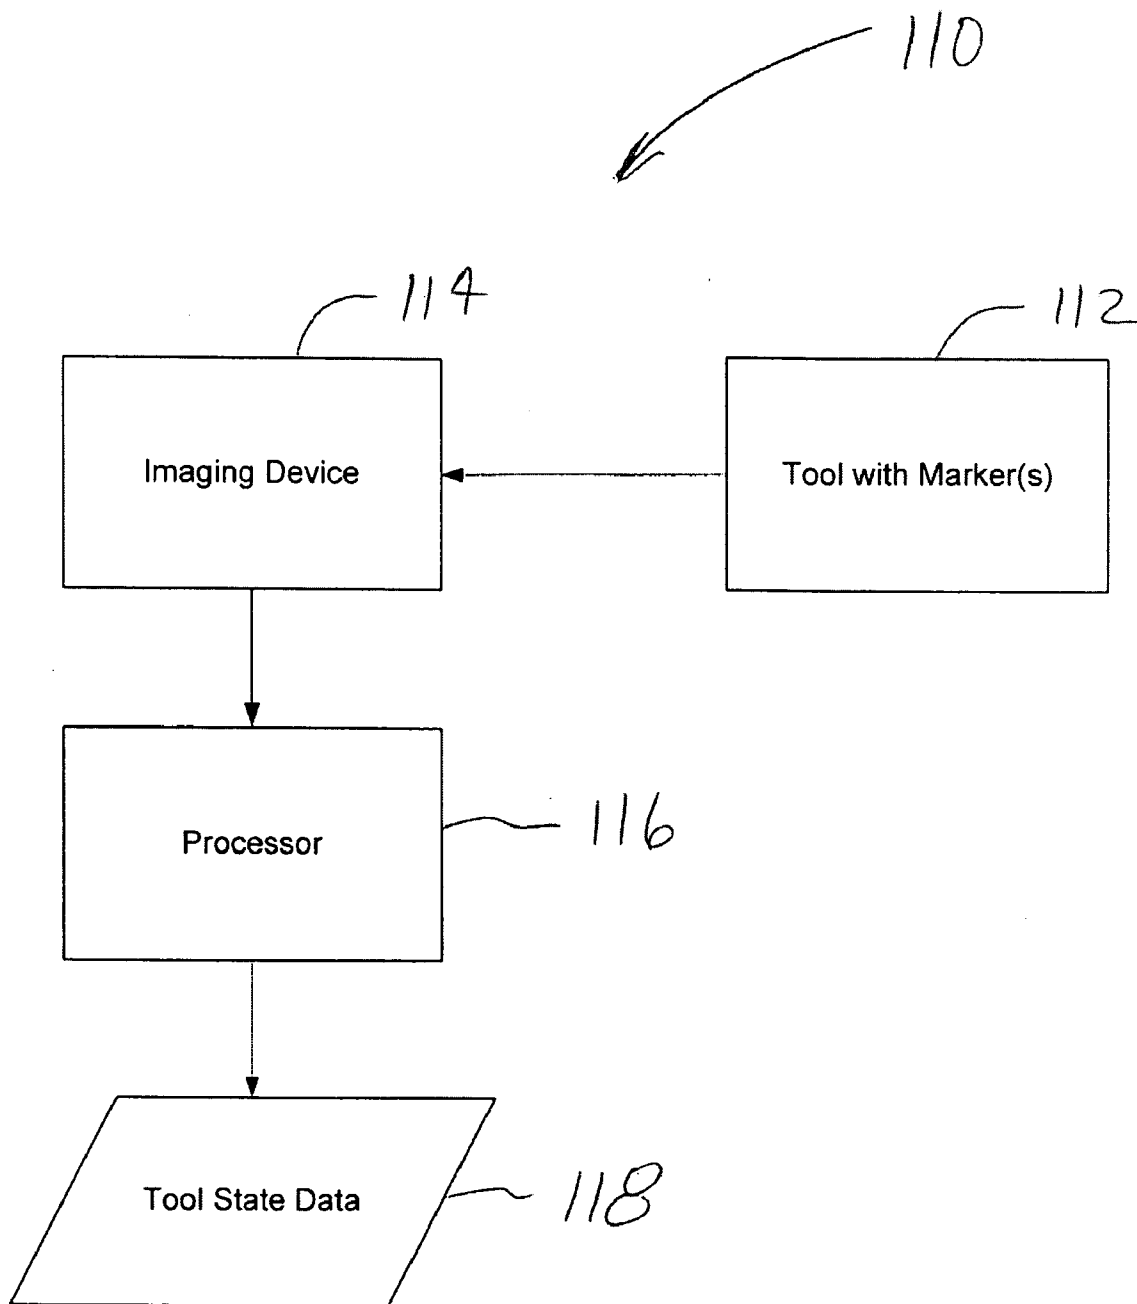 110
114
112
Imaging Device
Tool with Marker(s)
Processor
116
Tool State Data
118